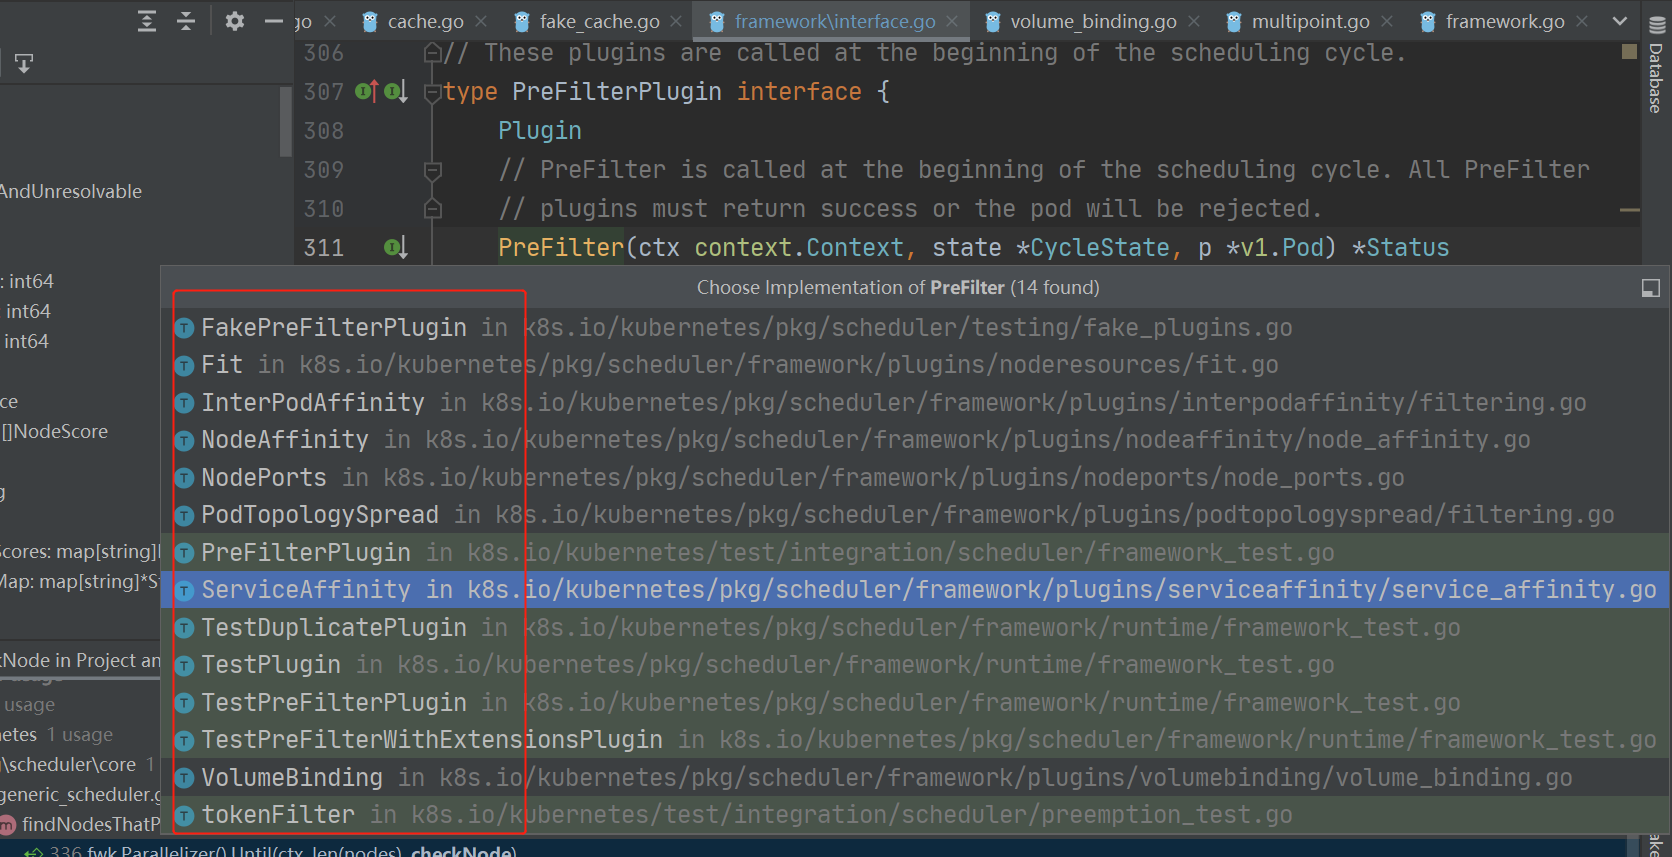 go
cache.go
fake_cache.go
framework\interface.go
volume_binding.go
multipoint.go
framework.go
Database
306 // These plugins are called at the beginning of the scheduling cycle.
307 type PreFilterPlugin interface {
308 Plugin
309 // PreFilter is called at the beginning of the scheduling cycle. All PreFilter
310 // plugins must return success or the pod will be rejected.
311 PreFilter(ctx context.Context, state *CycleState, p *v1.Pod) *Status
AndUnresolvable
: int64
: int64
int64
ce
[]NodeScore
g
Scores: map[string]
Map: map[string]*St
Choose Implementation of PreFilter (14 found)
FakePreFilterPlugin in k8s.io/kubernetes/pkg/scheduler/testing/fake_plugins.go
Fit in k8s.io/kubernetes/pkg/scheduler/framework/plugins/noderesources/fit.go
InterPodAffinity in k8s.io/kubernetes/pkg/scheduler/framework/plugins/interpodaffinity/filtering.go
NodeAffinity in k8s.io/kubernetes/pkg/scheduler/framework/plugins/nodeaffinity/node_affinity.go
NodePorts in k8s.io/kubernetes/pkg/scheduler/framework/plugins/nodeports/node_ports.go
PodTopologySpread in k8s.io/kubernetes/pkg/scheduler/framework/plugins/podtopologyspread/filtering.go
PreFilterPlugin in k8s.io/kubernetes/test/integration/scheduler/framework_test.go
ServiceAffinity in k8s.io/kubernetes/pkg/scheduler/framework/plugins/serviceaffinity/service_affinity.go
TestDuplicatePlugin in k8s.io/kubernetes/pkg/scheduler/framework/runtime/framework_test.go
TestPlugin in k8s.io/kubernetes/pkg/scheduler/framework/runtime/framework_test.go
TestPreFilterPlugin in k8s.io/kubernetes/pkg/scheduler/framework/runtime/framework_test.go
TestPreFilterWithExtensionsPlugin in k8s.io/kubernetes/pkg/scheduler/framework/runtime/framework_test.go
VolumeBinding in k8s.io/kubernetes/pkg/scheduler/framework/plugins/volumebinding/volume_binding.go
tokenFilter in k8s.io/kubernetes/test/integration/scheduler/preemption_test.go
kNode in Project an
usage
usage
netes 1 usage
\scheduler\core 1
generic_scheduler.g
findNodesThatP
336 fwk.Parallelizer().Until(ctx, len(nodes), checkNode)